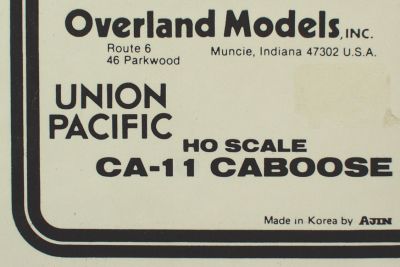 Overland Models, INC.
Route 6 Muncie, Indiana 47302 U.S.A.
46 Parkwood
UNION
PACIFIC
HO SCALE
CA-11 CABOOSE
Made in Korea by AJIN